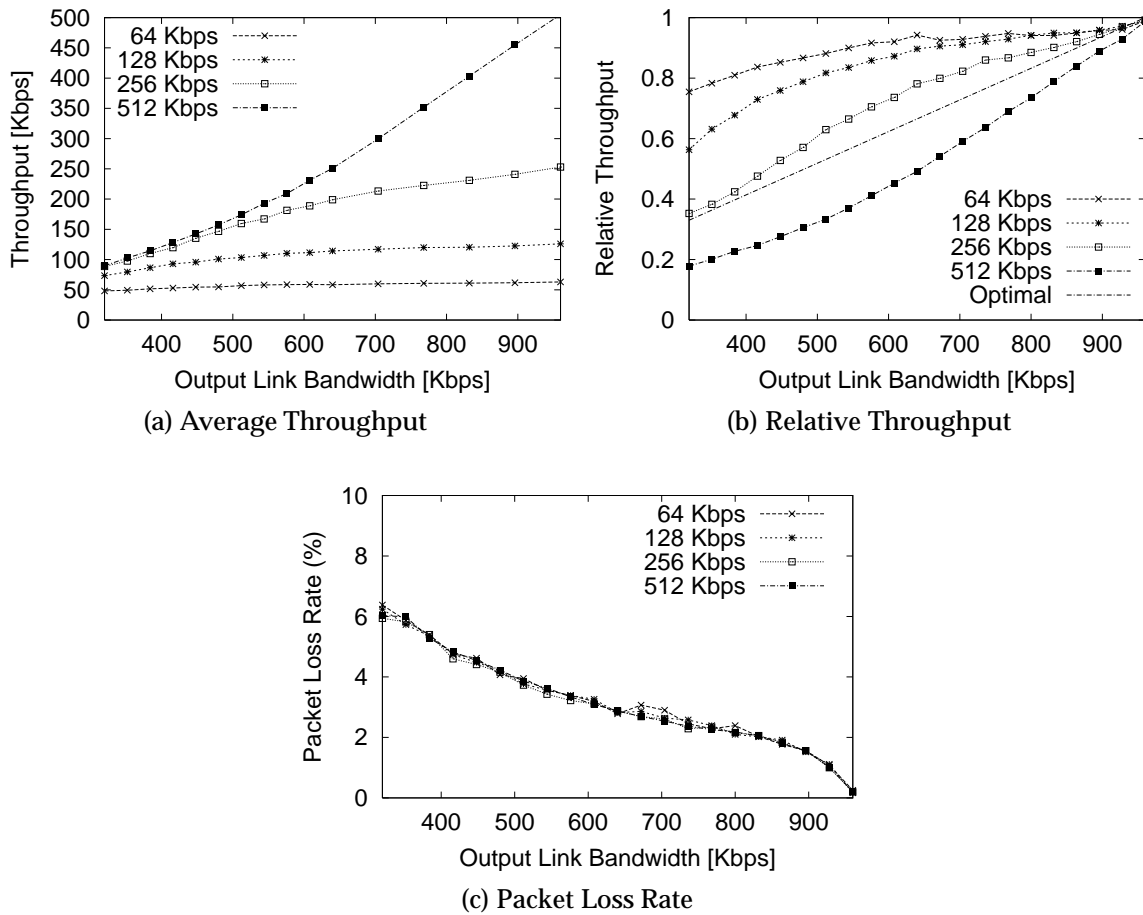 500
450
400
350
300
250
200
150
100
50
0
Throughput [Kbps]
64 Kbps
128 Kbps
256 Kbps
512 Kbps
400 500 600 700 800 900
Output Link Bandwidth [Kbps]
(a) Average Throughput
1
0.8
0.6
0.4
0.2
0
Relative Throughput
64 Kbps
128 Kbps
256 Kbps
512 Kbps
Optimal
400 500 600 700 800 900
Output Link Bandwidth [Kbps]
(b) Relative Throughput
10
8
6
4
2
0
Packet Loss Rate (%)
64 Kbps
128 Kbps
256 Kbps
512 Kbps
400 500 600 700 800 900
Output Link Bandwidth [Kbps]
(c) Packet Loss Rate